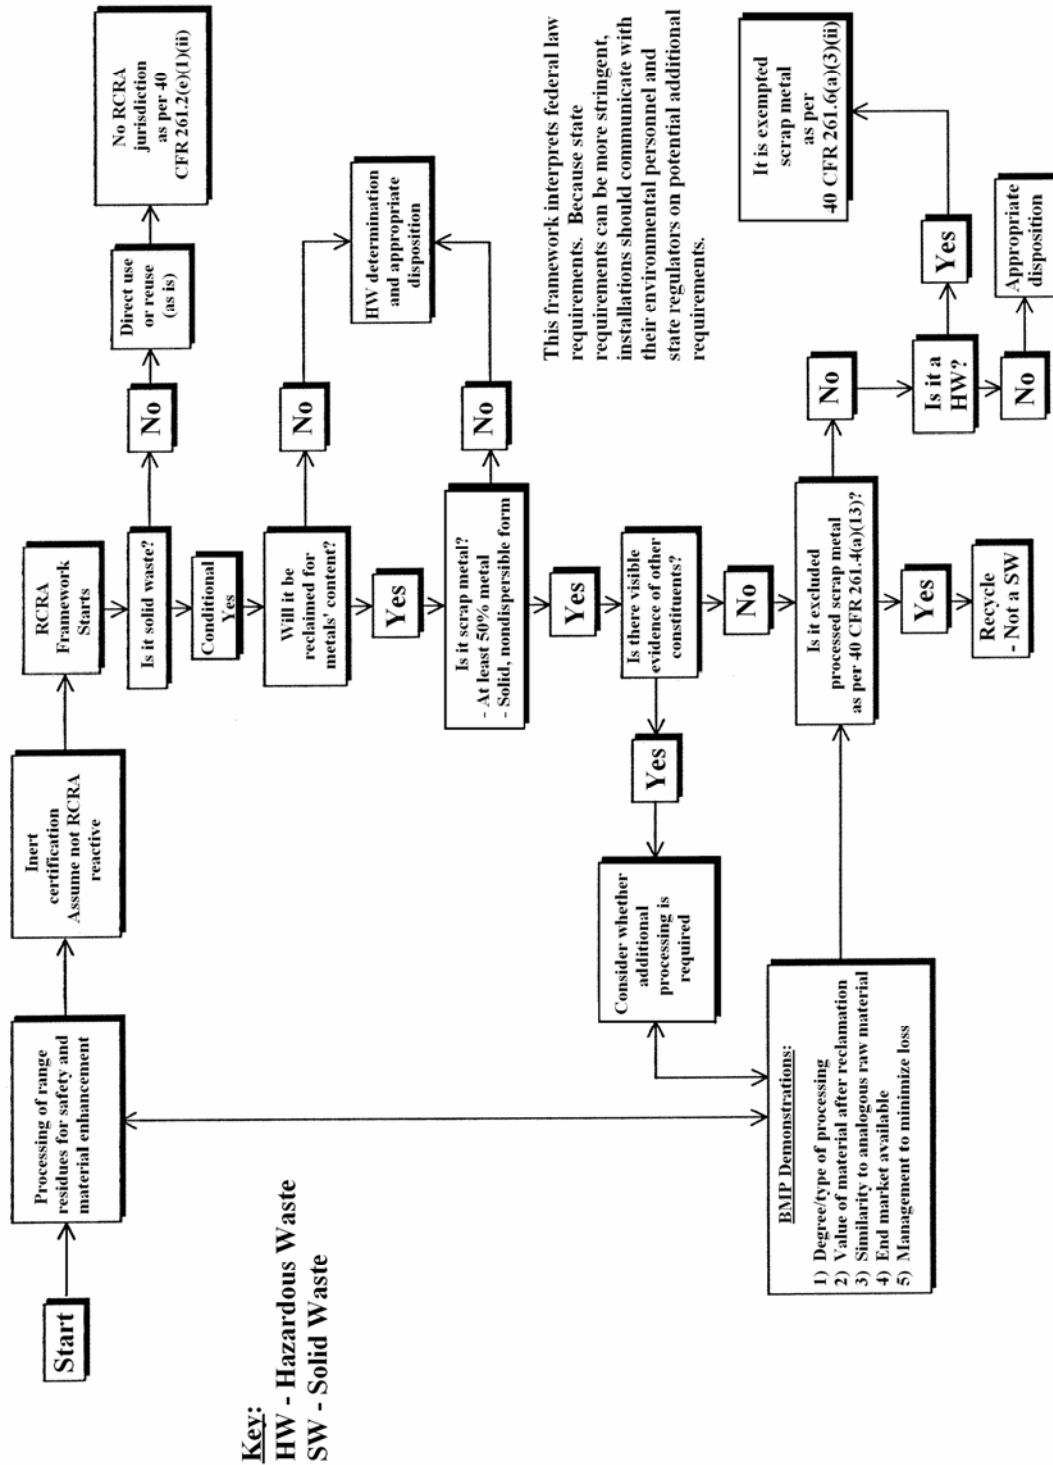 Start
Processing of range
residues for safety and
material enhancement
Inert
certification
Assume not RCRA
reactive
RCRA
Framework
Starts
Is it solid waste?
No
Direct use
or reuse
(as is)
No RCRA
jurisdiction
as per 40
CFR 261.2(e)(1)(ii)
Conditional
Yes
Will it be
reclaimed for
metals' content?
No
HW determination
and appropriate
disposition
Yes
Is it scrap metal?
- At least 50% metal
- Solid, nondispersible form
No
Yes
Is there visible
evidence of other
constituents?
Yes
Consider whether
additional
processing is
required
No
BMP Demonstrations:
1) Degree/type of processing
2) Value of material after reclamation
3) Similarity to analogous raw material
4) End market available
5) Management to minimize loss
Is it excluded
processed scrap metal
as per 40 CFR 261.4(a)(13)?
No
Is it a
HW?
Yes
It is exempted
scrap metal
as per
40 CFR 261.6(a)(3)(ii)
No
Appropriate
disposition
Yes
Recycle
- Not a SW
This framework interprets federal law
requirements. Because state
requirements can be more stringent,
installations should communicate with
their environmental personnel and
state regulators on potential additional
requirements.
Key:
HW - Hazardous Waste
SW - Solid Waste